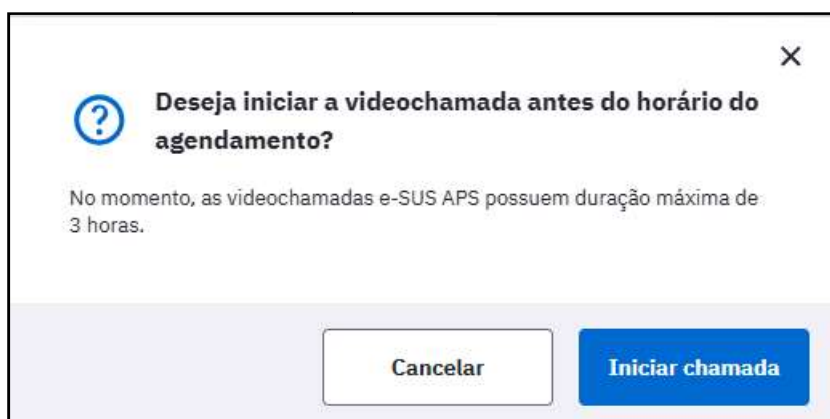 Deseja iniciar a videochamada antes do horário do
agendamento?
No momento, as videochamadas e-SUS APS possuem duração máxima de
3 horas.
Cancelar
Iniciar chamada